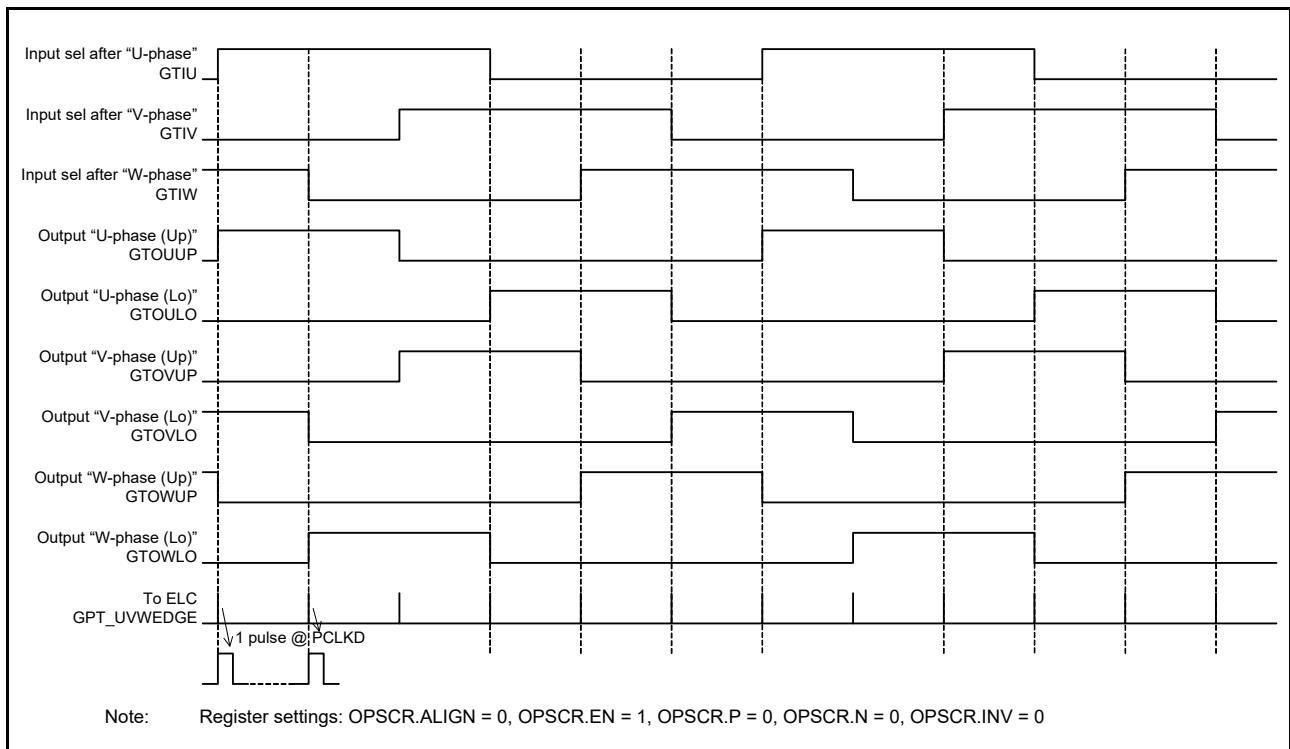 Input sel after “U-phase”
GTIU
Input sel after “V-phase”
GTIV
Input sel after “W-phase”
GTIW
Output “U-phase (Up)”
GTOUUP
Output “U-phase (Lo)”
GTOULO
Output “V-phase (Up)”
GTOVUP
Output “V-phase (Lo)”
GTOVLO
Output “W-phase (Up)”
GTOWUP
Output “W-phase (Lo)”
GTOWLO
To ELC
GPT_UVWEDGE
1 pulse @ PCLKD
Note: Register settings: OPSCR.ALIGN = 0, OPSCR.EN = 1, OPSCR.P = 0, OPSCR.N = 0, OPSCR.INV = 0